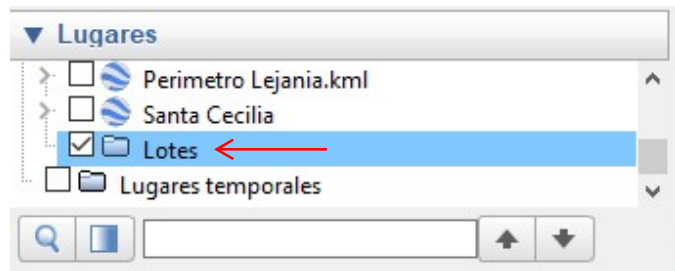 Lugares
Perimetro Lejania.kml
Santa Cecilia
Lotes
Lugares temporales